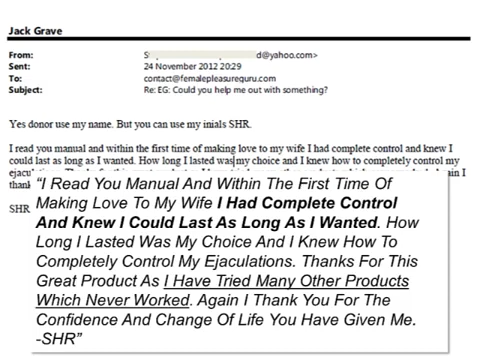 Jack Grave
From: S d@yahoo.com>
Sent: 24 November 2012 20:29
To: contact@femalepleasureguru.com
Subject: Re: EG: Could you help me out with something?
Yes donor use my name. But you can use my inials SHR.
I read you manual and within the first time of making love to my wife I had complete control and knew I
could last as long as I wanted. How long I lasted was my choice and I knew how to completely control my
ejacu I
thank
SHR
“I Read You Manual And Within The First Time Of
Making Love To My Wife I Had Complete Control
And Knew I Could Last As Long As I Wanted. How
Long I Lasted Was My Choice And I Knew How To
Completely Control My Ejaculations. Thanks For This
Great Product As I Have Tried Many Other Products
Which Never Worked. Again I Thank You For The
Confidence And Change Of Life You Have Given Me.
-SHR”